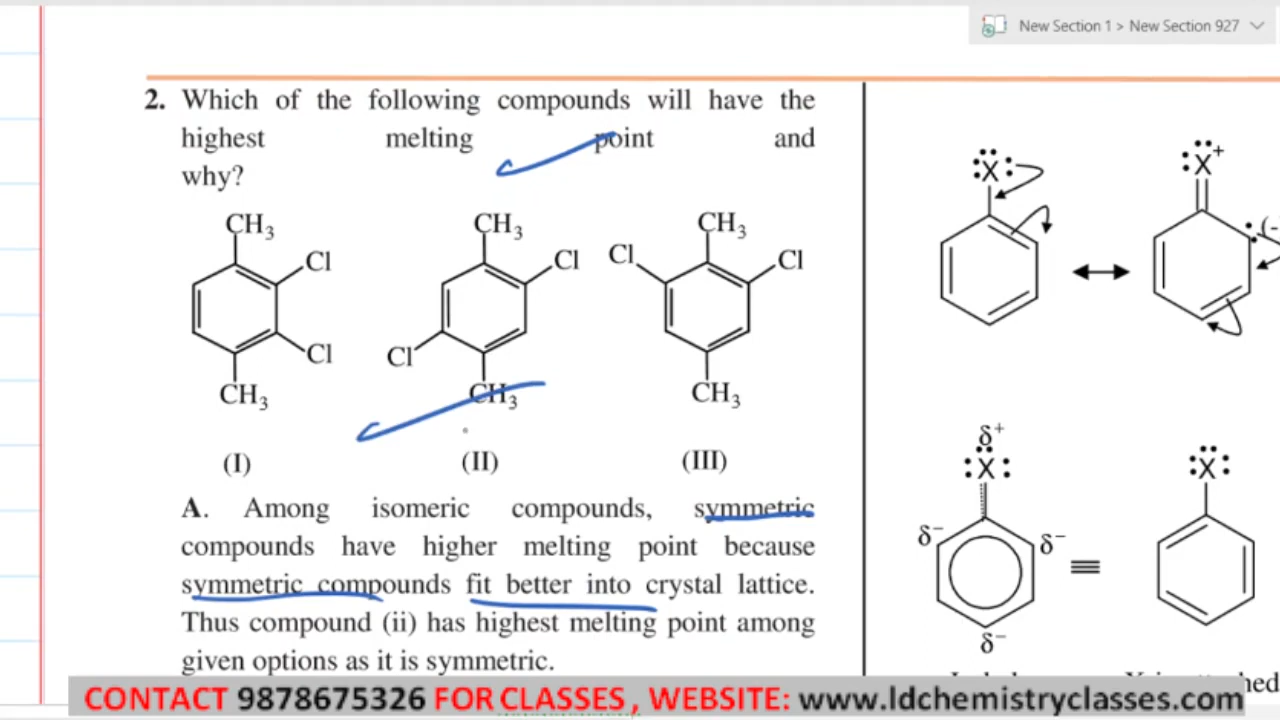 New Section 1 > New Section 927
2. Which of the following compounds will have the
highest melting point and
why?
CH3 CH3 CH3
Cl Cl Cl Cl
Cl Cl
CH3 CH3 CH3
(I) (II) (III)
A. Among isomeric compounds, symmetric
compounds have higher melting point because
symmetric compounds fit better into crystal lattice.
Thus compound (ii) has highest melting point among
given options as it is symmetric.
:X: :X+
(-
δ+
:X: :X:
δ− δ− ≡
δ−
CONTACT 9878675326 FOR CLASSES , WEBSITE: www.ldchemistryclasses.com